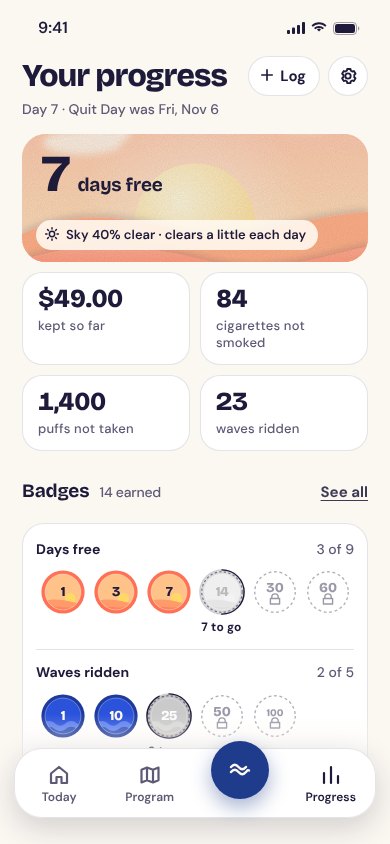 9:41
Your progress
+ Log
Day 7 · Quit Day was Fri, Nov 6
7 days free
Sky 40% clear · clears a little each day
$49.00
kept so far
84
cigarettes not
smoked
1,400
puffs not taken
23
waves ridden
Badges 14 earned
See all
Days free
3 of 9
1 3 7 14 30 60
7 to go
Waves ridden
2 of 5
1 10 25 50 100
Today
Program
Progress